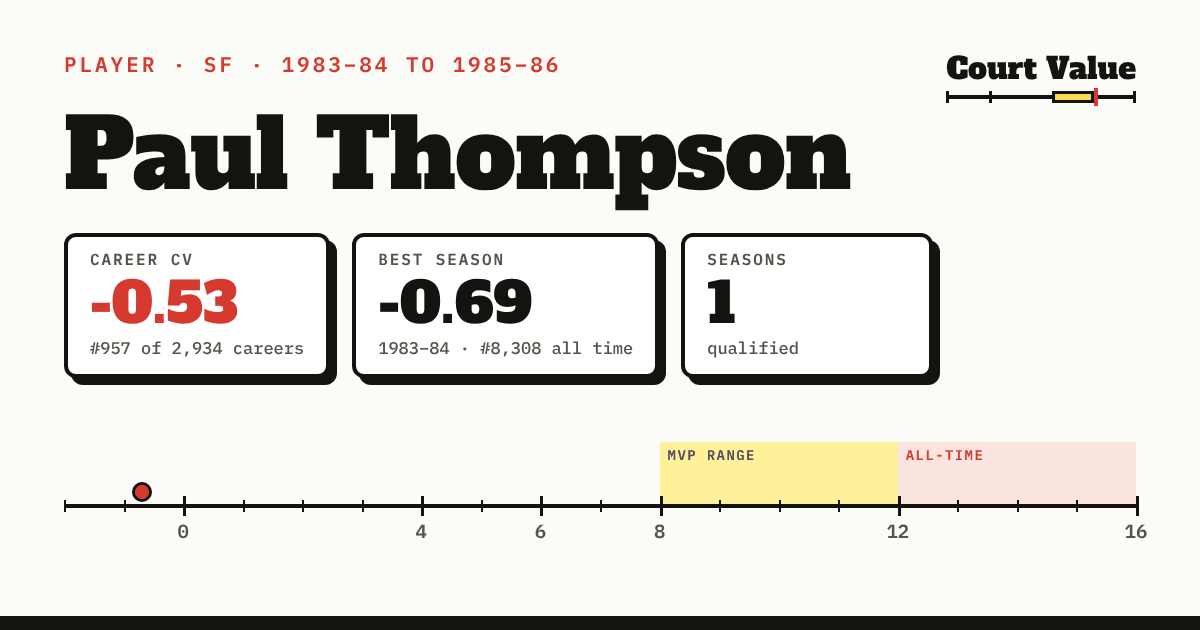 PLAYER · SF · 1983–84 TO 1985–86
Court Value
Paul Thompson
CAREER CV
-0.53
#957 of 2,934 careers
BEST SEASON
-0.69
1983–84 · #8,308 all time
SEASONS
1
qualified
MVP RANGE
ALL-TIME
0 4 6 8 12 16